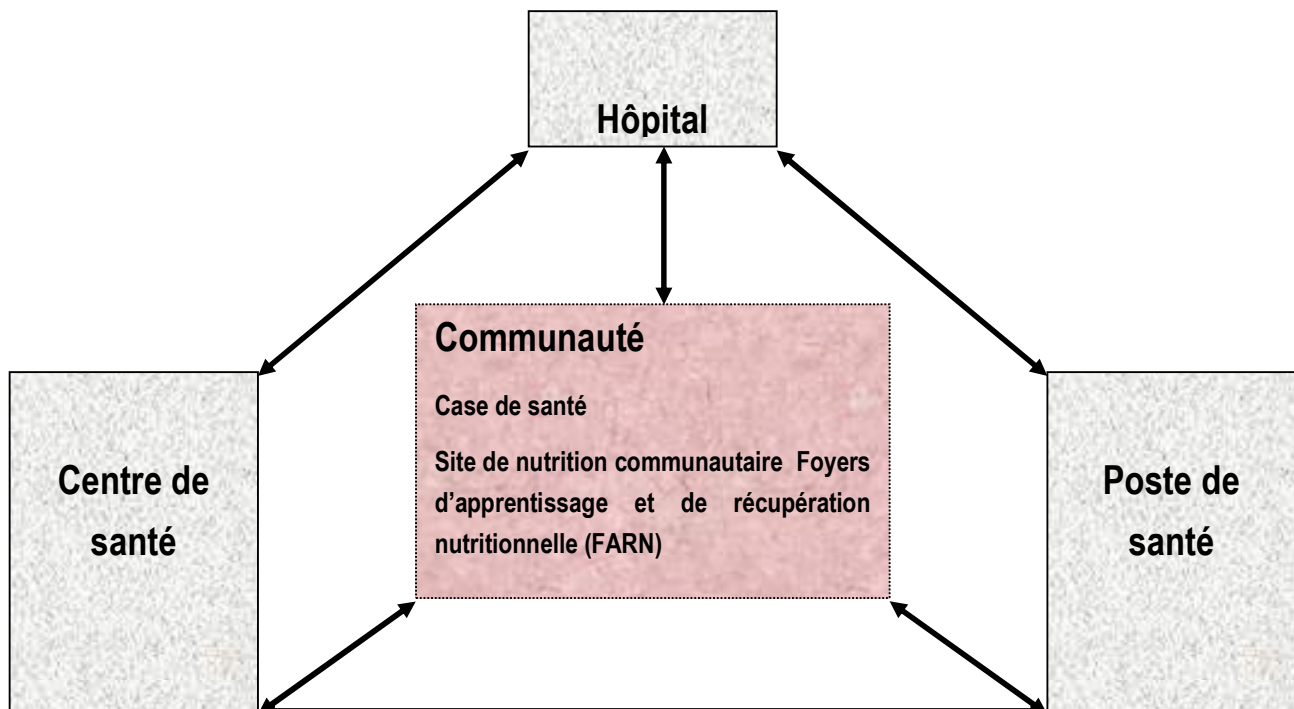 Hôpital
Communauté
Case de santé
Site de nutrition communautaire Foyers
d'apprentissage et de récupération
nutritionnelle (FARN)
Centre de
santé
Poste de
santé